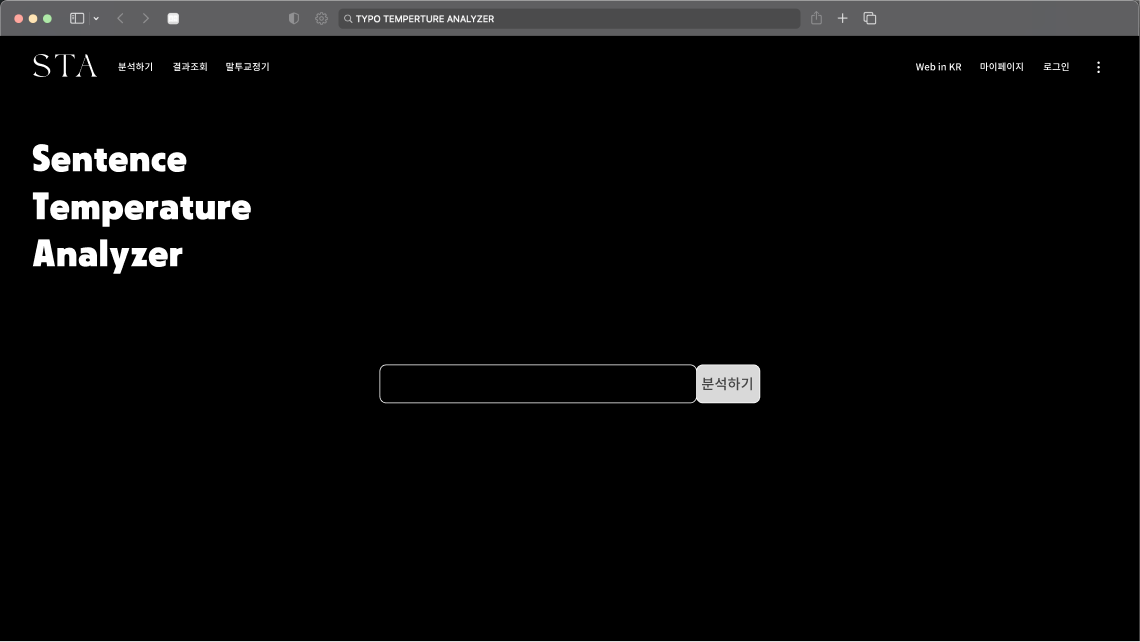 TYPO TEMPERTURE ANALYZER
STA 분석하기 결과조회 말투교정기 Web in KR 마이페이지 로그인
Sentence
Temperature
Analyzer
분석하기